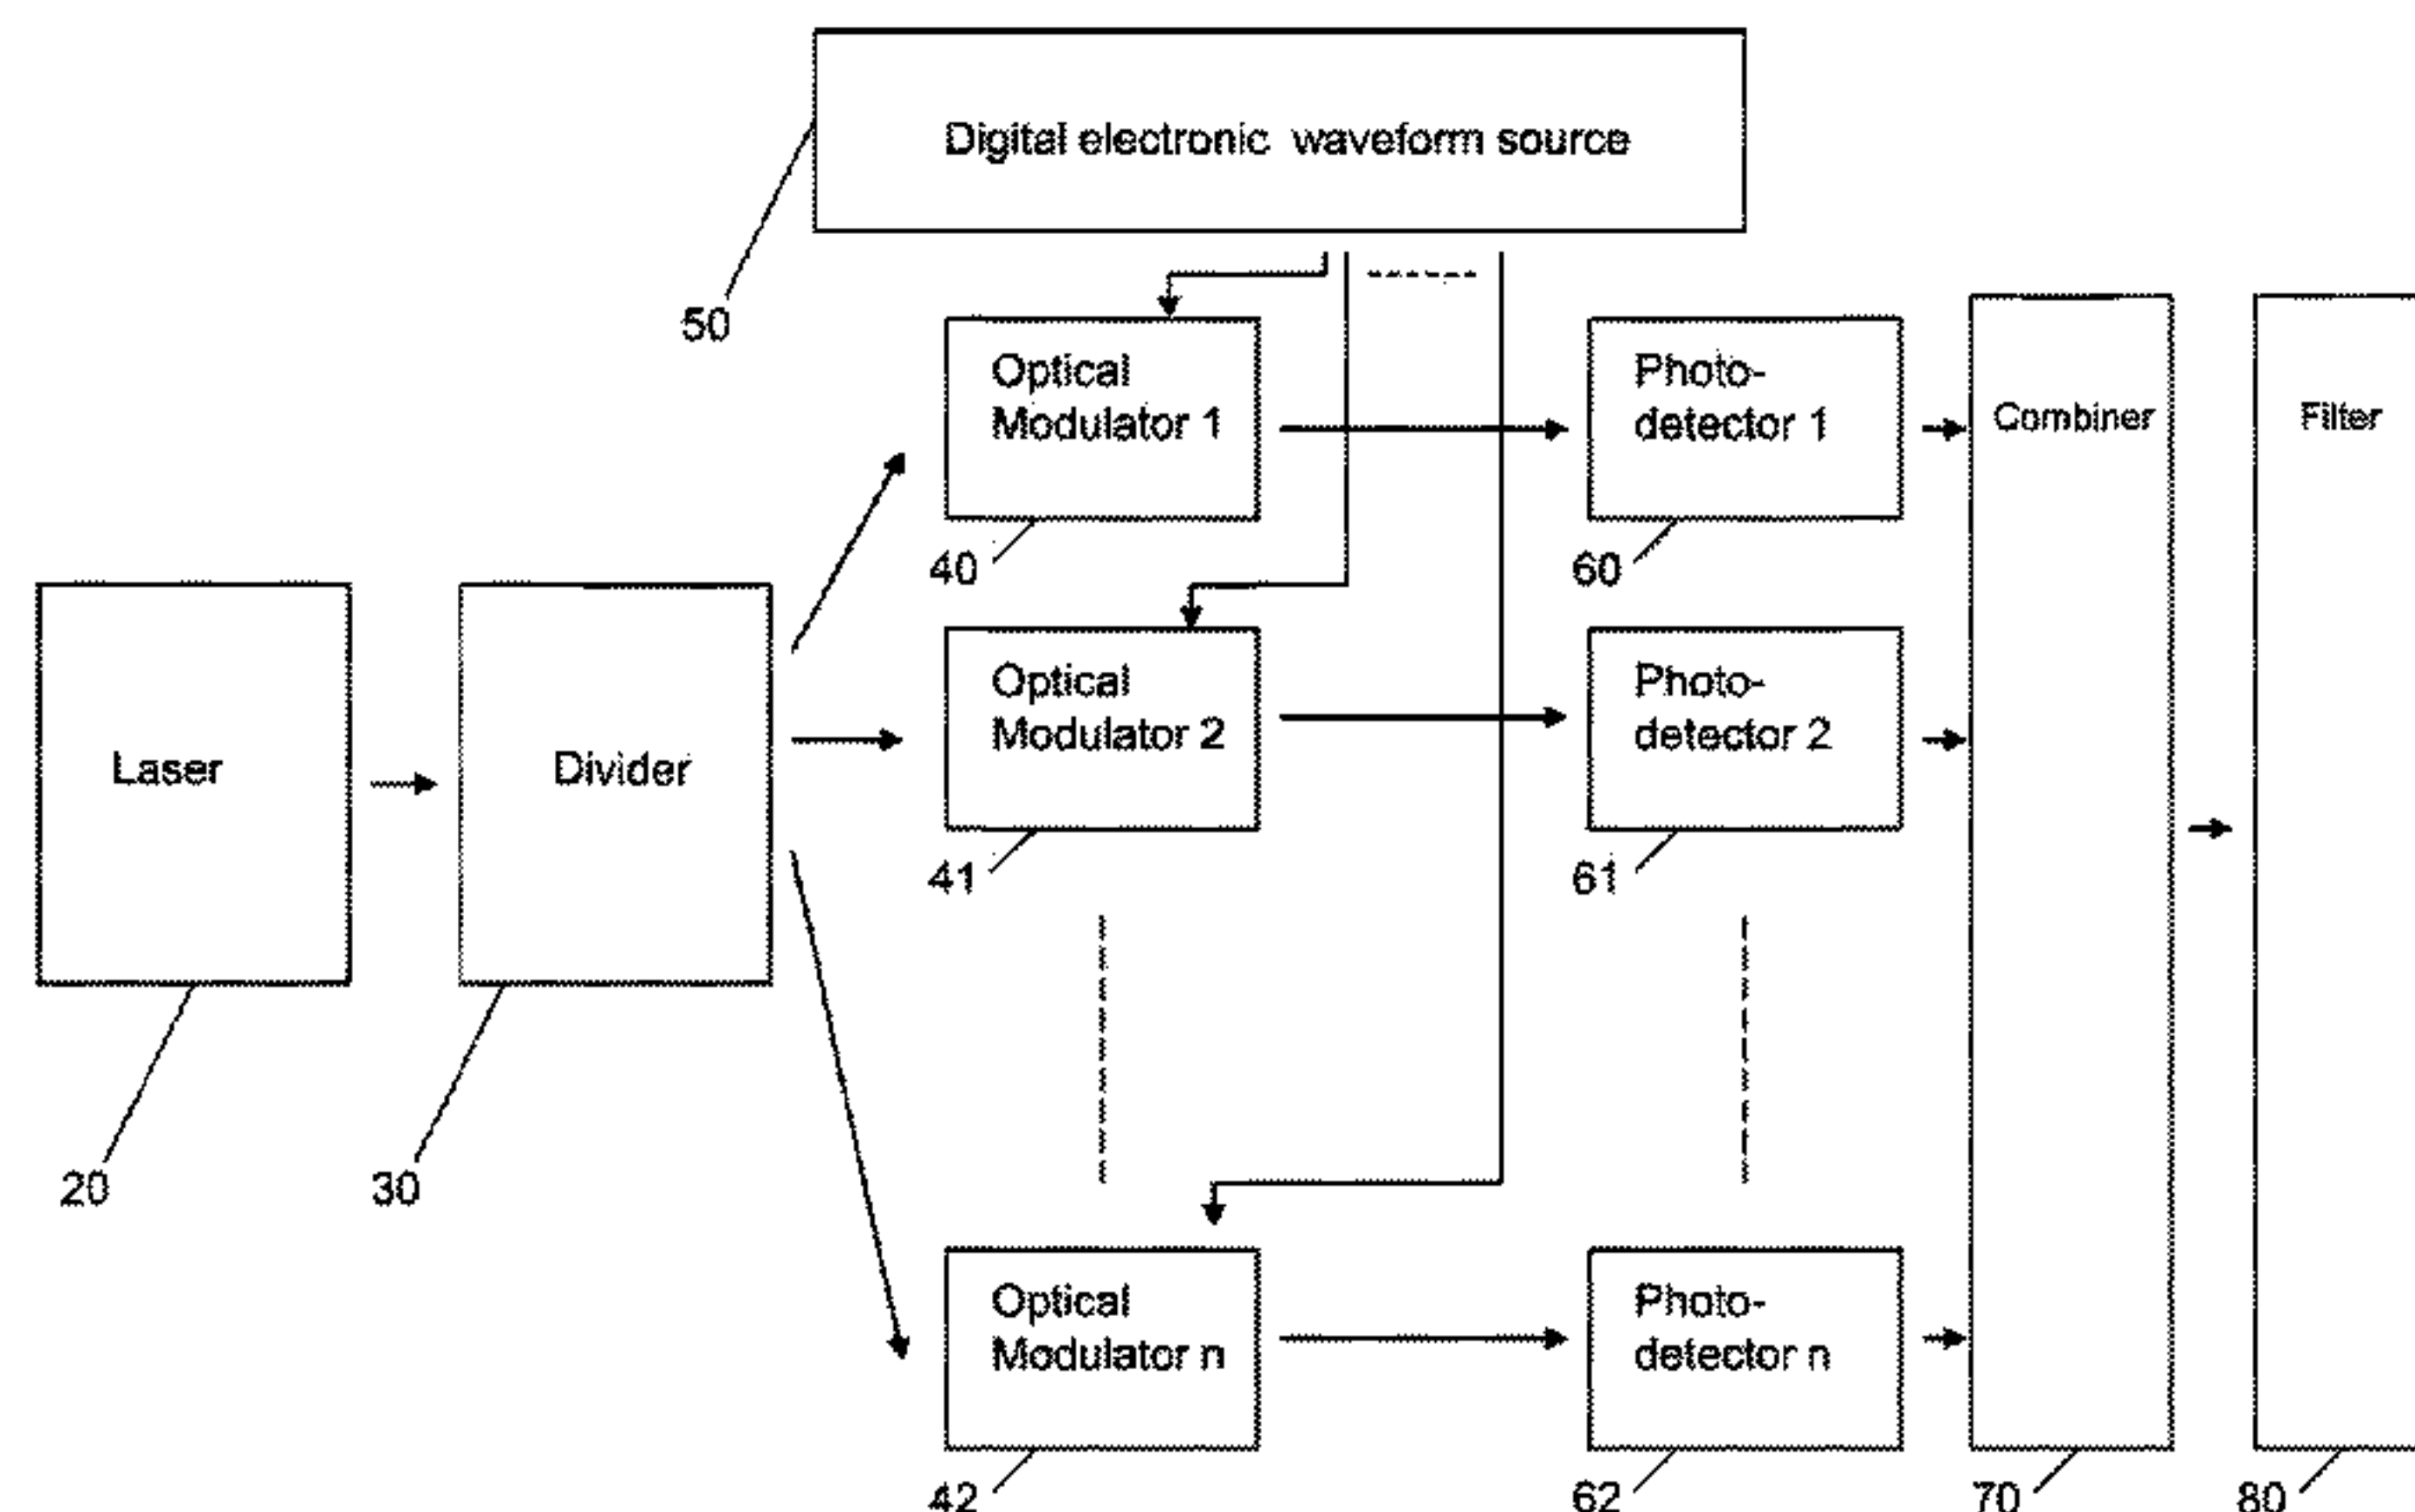 Digital electronic waveform source
50
Optical
Modulator 1
Photo-
detector 1
Combiner
Filter
40
60
Optical
Modulator 2
Photo-
detector 2
Laser
Divider
41
61
20
30
Optical
Modulator n
Photo-
detector n
42
62
70
80